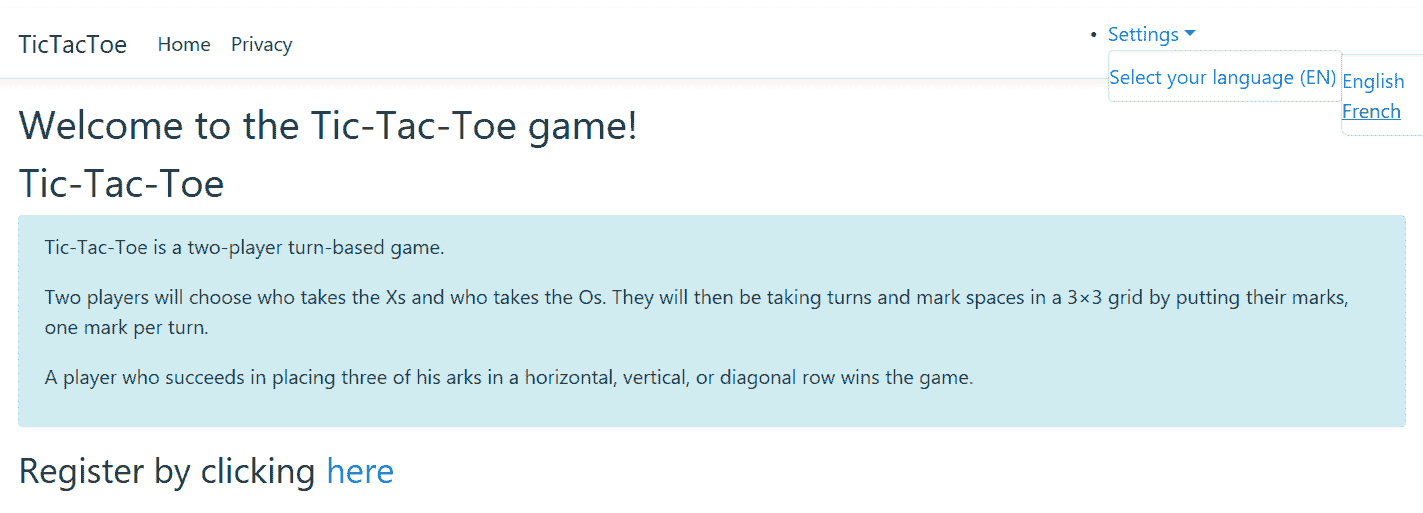 TicTacToe Home Privacy
• Settings
Select your language (EN)
English
French
Welcome to the Tic-Tac-Toe game!
Tic-Tac-Toe
Tic-Tac-Toe is a two-player turn-based game.
Two players will choose who takes the Xs and who takes the Os. They will then be taking turns and mark spaces in a 3×3 grid by putting their marks,
one mark per turn.
A player who succeeds in placing three of his arks in a horizontal, vertical, or diagonal row wins the game.
Register by clicking here